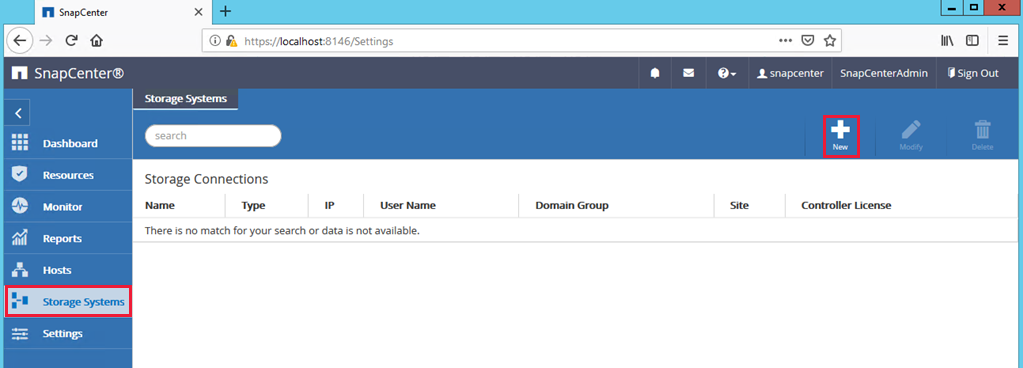 SnapCenter
https://localhost:8146/Settings
SnapCenter®
snapcenter
SnapCenterAdmin
Sign Out
Storage Systems
search
New
Modify
Delete
Dashboard
Resources
Monitor
Reports
Hosts
Storage Systems
Settings
Storage Connections
Name Type IP User Name Domain Group Site Controller License
There is no match for your search or data is not available.